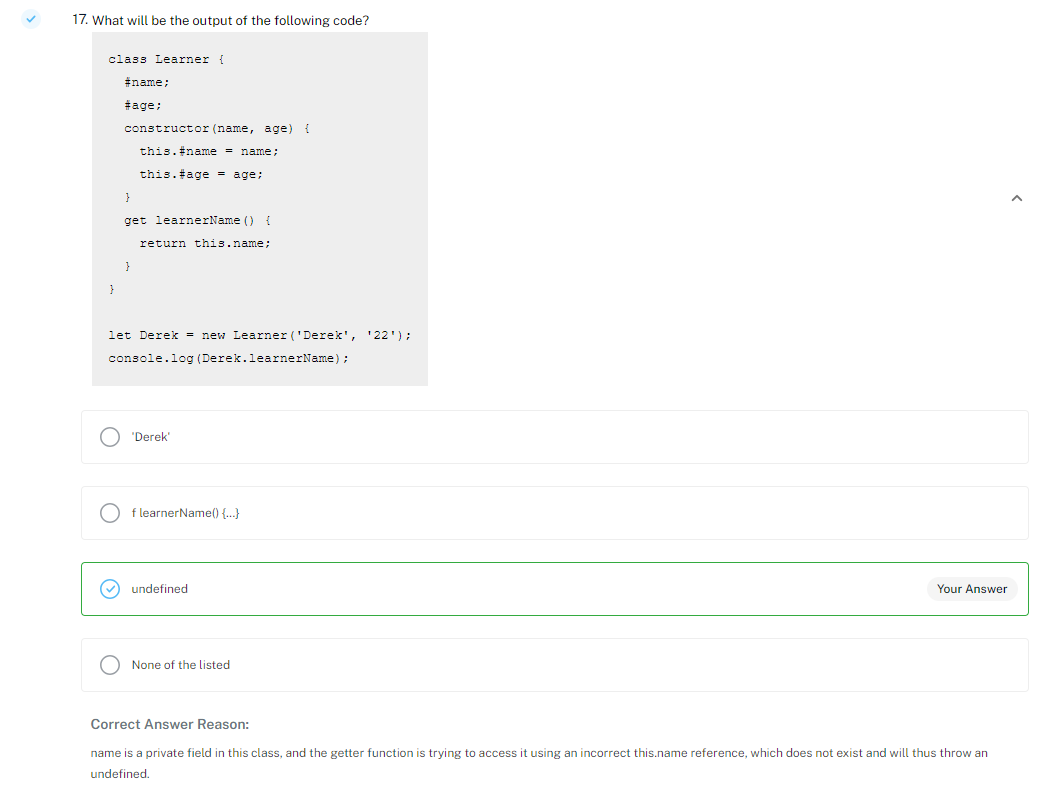 17. What will be the output of the following code?
class Learner {
#name;
#age;
constructor(name, age) {
this.#name = name;
this.#age = age;
}
get learnerName() {
return this.name;
}
}
let Derek = new Learner('Derek', '22');
console.log(Derek.learnerName);
'Derek'
f learnerName() {...}
undefined
Your Answer
None of the listed
Correct Answer Reason:
name is a private field in this class, and the getter function is trying to access it using an incorrect this.name reference, which does not exist and will thus throw an
undefined.